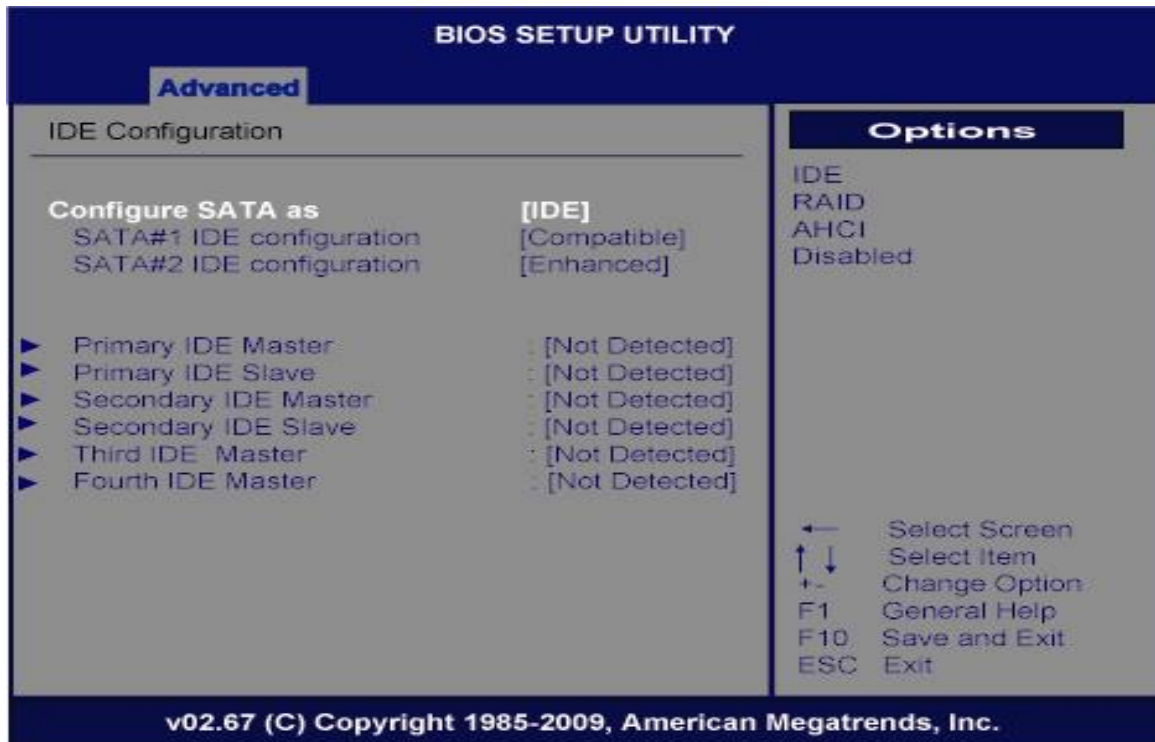 BIOS SETUP UTILITY
Advanced
IDE Configuration
Configure SATA as [IDE]
SATA#1 IDE configuration [Compatible]
SATA#2 IDE configuration [Enhanced]
Primary IDE Master : [Not Detected]
Primary IDE Slave : [Not Detected]
Secondary IDE Master : [Not Detected]
Secondary IDE Slave : [Not Detected]
Third IDE Master : [Not Detected]
Fourth IDE Master : [Not Detected]
Options
IDE
RAID
AHCI
Disabled
← Select Screen
↑ ↓ Select Item
+- Change Option
F1 General Help
F10 Save and Exit
ESC Exit
v02.67 (C) Copyright 1985-2009, American Megatrends, Inc.